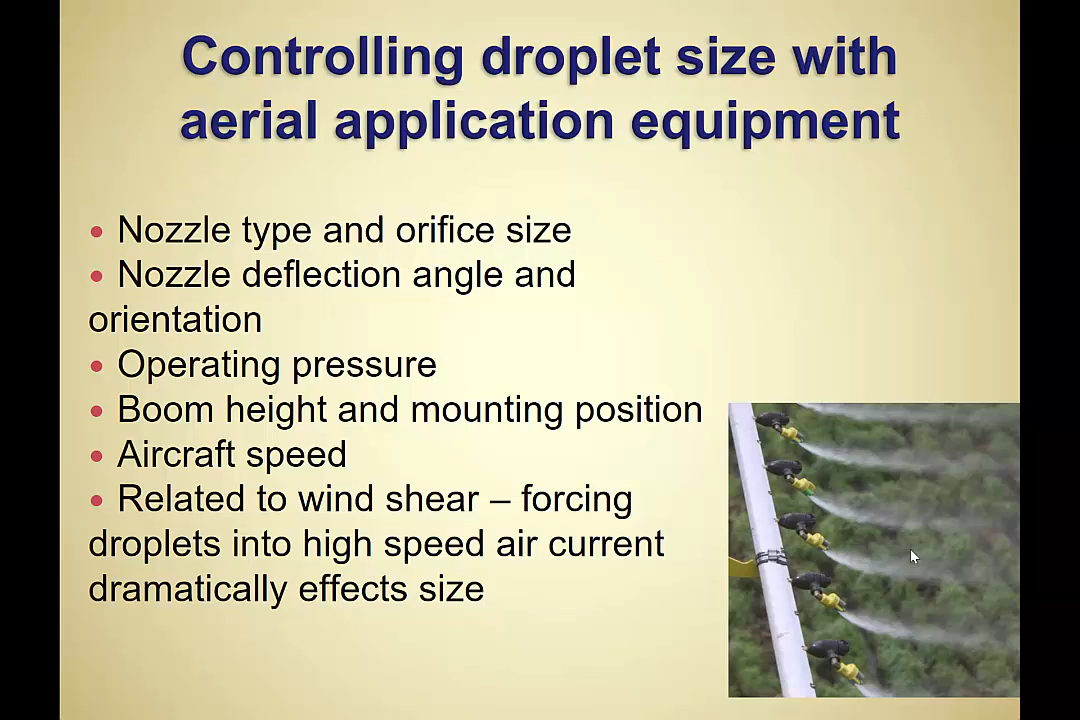 Controlling droplet size with
aerial application equipment
• Nozzle type and orifice size
• Nozzle deflection angle and
orientation
• Operating pressure
• Boom height and mounting position
• Aircraft speed
• Related to wind shear – forcing
droplets into high speed air current
dramatically effects size